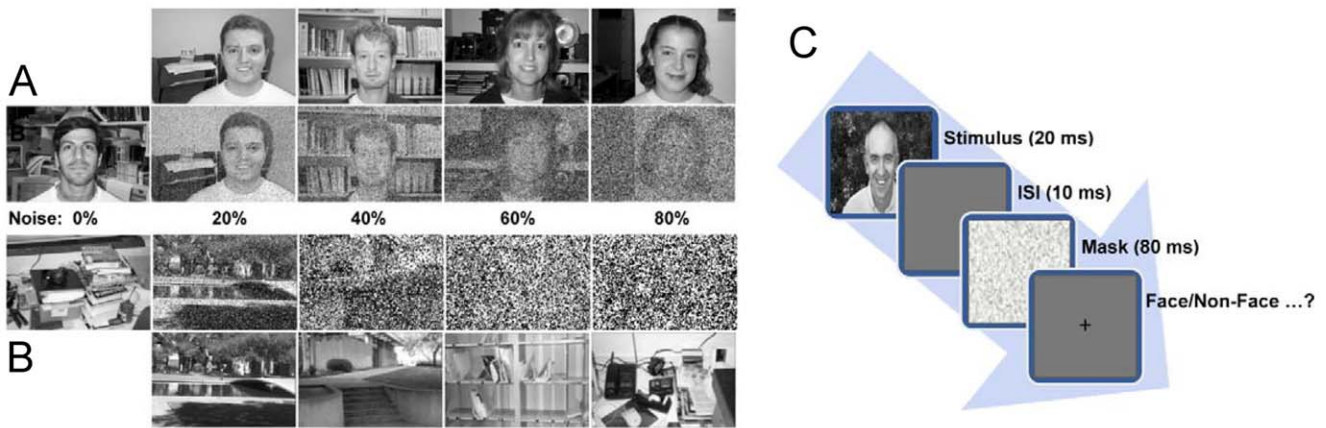 A
Noise: 0% 20% 40% 60% 80%
B
C
Stimulus (20 ms)
ISI (10 ms)
Mask (80 ms)
Face/Non-Face ...?